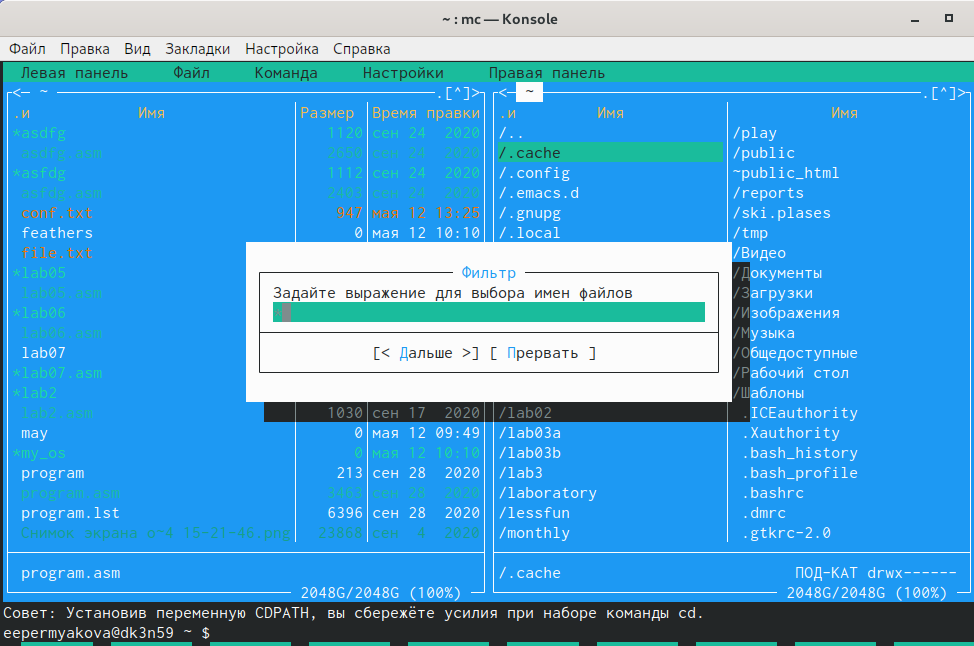 ~ : mc — Konsole
Файл Правка Вид Закладки Настройка Справка
Левая панель Файл Команда Настройки Правая панель
<— ~ .[^]> <— ~ .[^]>
.и Имя Размер Время правки .и Имя Имя
*asdfg 1120 сен 24 2020 /.. /play
asdfg.asm 2650 сен 24 2020 /.cache /public
*asfdg 1112 сен 24 2020 /.config ~public_html
asfdg.asm 2403 сен 24 2020 /.emacs.d /reports
conf.txt 947 мая 12 13:25 /.gnupg /ski.plases
feathers 0 мая 12 10:10 /.local /tmp
file.txt /Видео
*lab05 /Документы
lab05.asm /Загрузки
*lab06 /Изображения
lab06.asm /Музыка
lab07 /Общедоступные
*lab07.asm /Рабочий стол
*lab2 /Шаблоны
Фильтр
Задайте выражение для выбора имен файлов
[< Дальше >] [ Прервать ]
lab2.asm 1030 сен 17 2020 /lab02 .ICEauthority
may 0 мая 12 09:49 /lab03a .Xauthority
*my_os 0 мая 12 10:10 /lab03b .bash_history
program 213 сен 28 2020 /lab3 .bash_profile
program.asm 3463 сен 28 2020 /laboratory .bashrc
program.lst 6396 сен 28 2020 /lessfun .dmrc
Снимок экрана о~4 15-21-46.png 23868 сен 4 2020 /monthly .gtkrc-2.0
program.asm /.cache ПОД-КАТ drwx------
2048G/2048G (100%) 2048G/2048G (100%)
Совет: Установив переменную CDPATH, вы сбережёте усилия при наборе команды cd.
eepermyakova@dk3n59 ~ $